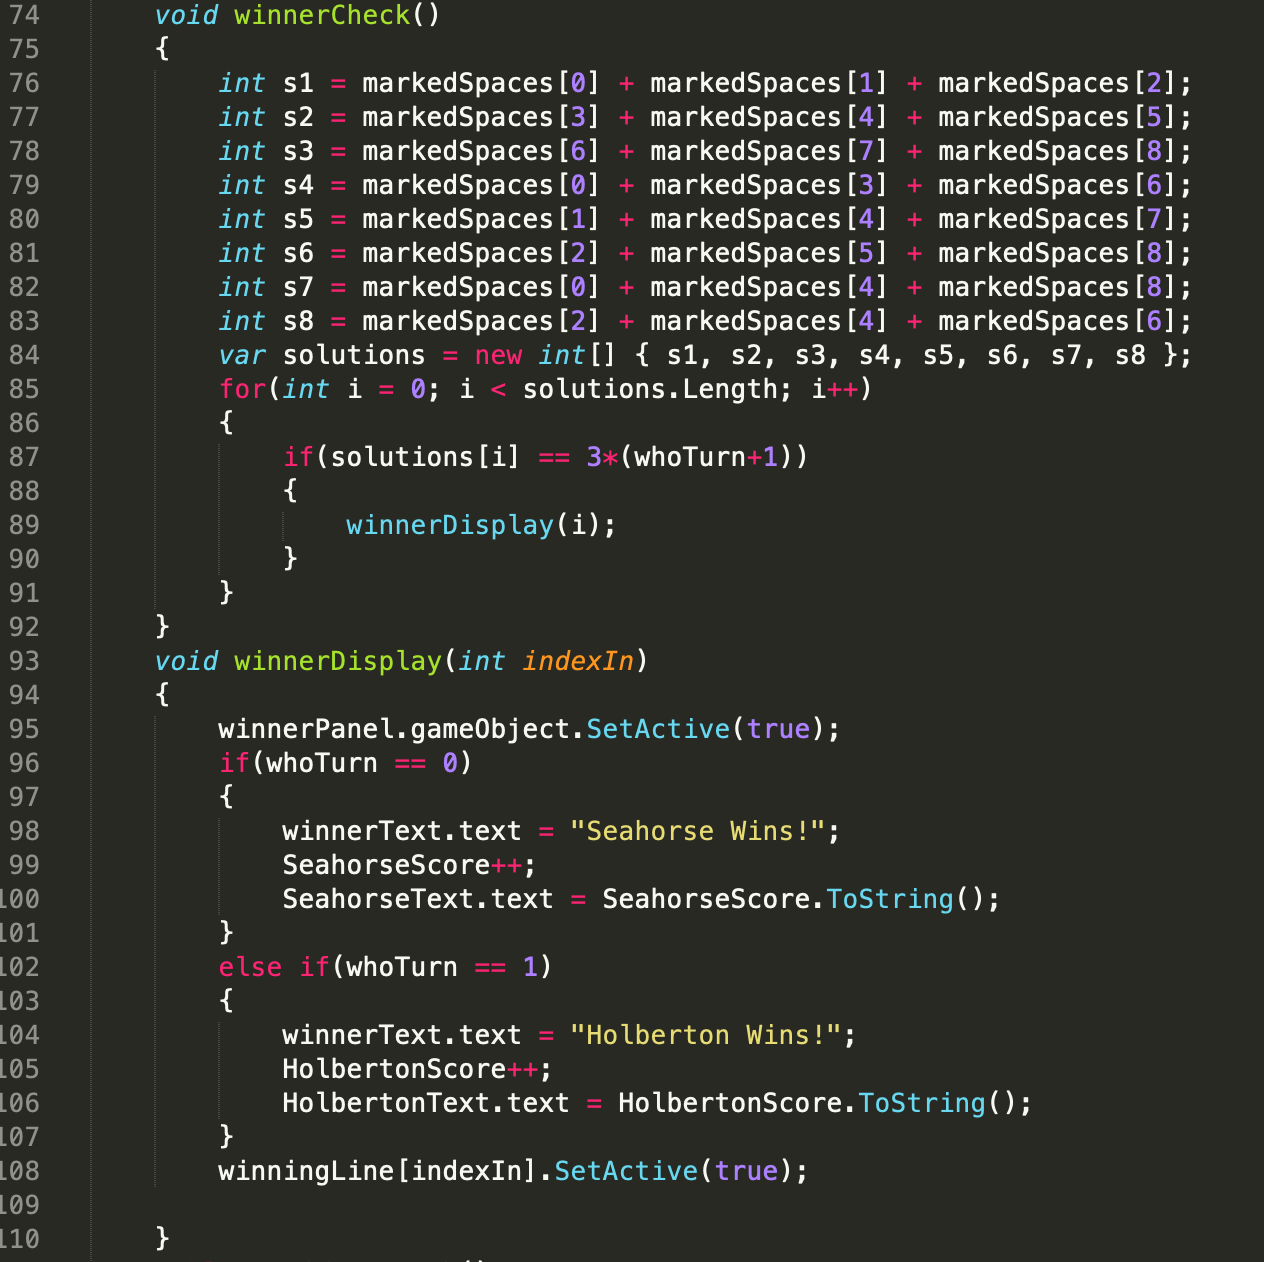 74 void winnerCheck()
75 {
76 int s1 = markedSpaces[0] + markedSpaces[1] + markedSpaces[2];
77 int s2 = markedSpaces[3] + markedSpaces[4] + markedSpaces[5];
78 int s3 = markedSpaces[6] + markedSpaces[7] + markedSpaces[8];
79 int s4 = markedSpaces[0] + markedSpaces[3] + markedSpaces[6];
80 int s5 = markedSpaces[1] + markedSpaces[4] + markedSpaces[7];
81 int s6 = markedSpaces[2] + markedSpaces[5] + markedSpaces[8];
82 int s7 = markedSpaces[0] + markedSpaces[4] + markedSpaces[8];
83 int s8 = markedSpaces[2] + markedSpaces[4] + markedSpaces[6];
84 var solutions = new int[] { s1, s2, s3, s4, s5, s6, s7, s8 };
85 for(int i = 0; i < solutions.Length; i++)
86 {
87 if(solutions[i] == 3*(whoTurn+1))
88 {
89 winnerDisplay(i);
90 }
91 }
92 }
93 void winnerDisplay(int indexIn)
94 {
95 winnerPanel.gameObject.SetActive(true);
96 if(whoTurn == 0)
97 {
98 winnerText.text = "Seahorse Wins!";
99 SeahorseScore++;
100 SeahorseText.text = SeahorseScore.ToString();
101 }
102 else if(whoTurn == 1)
103 {
104 winnerText.text = "Holberton Wins!";
105 HolbertonScore++;
106 HolbertonText.text = HolbertonScore.ToString();
107 }
108 winningLine[indexIn].SetActive(true);
109
110 }